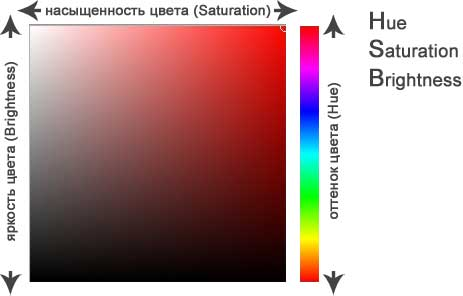 насыщенность цвета (Saturation)
яркость цвета (Brightness)
оттенок цвета (Hue)
Hue
Saturation
Brightness